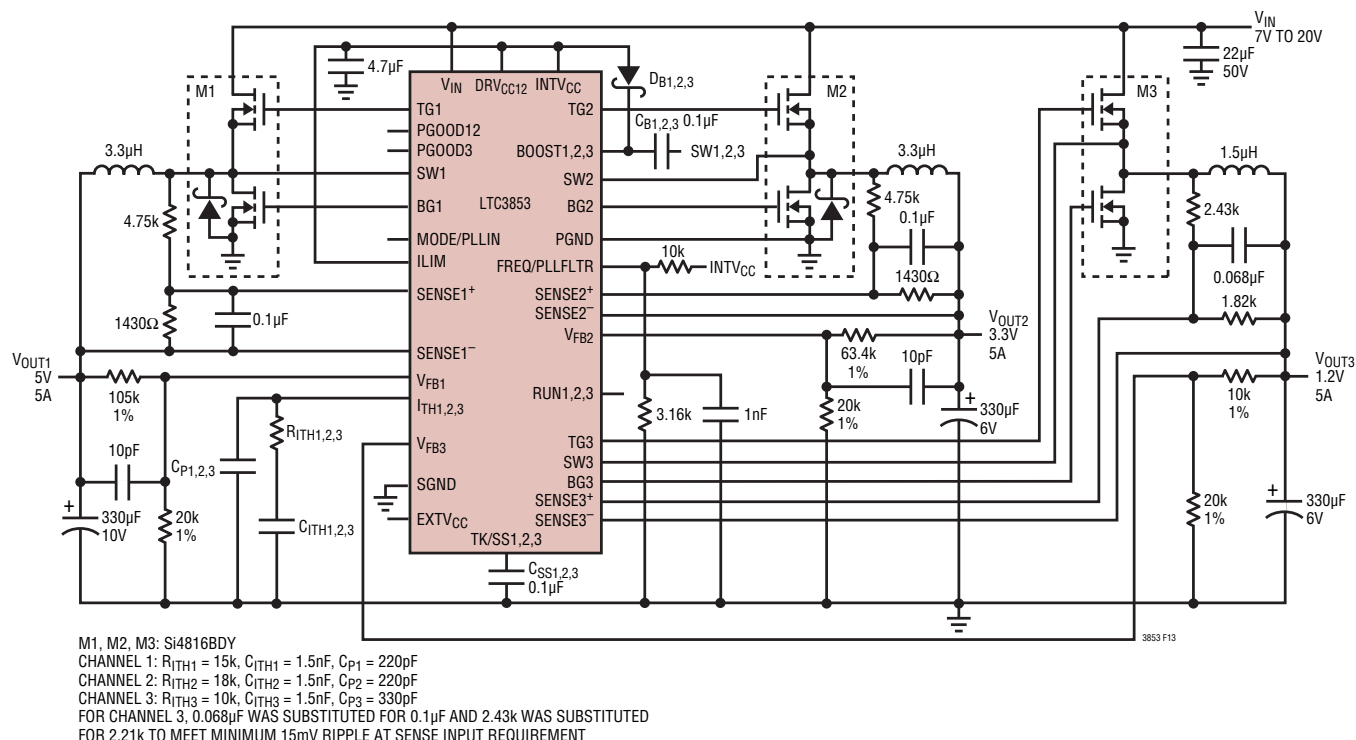 VIN
7V TO 20V
22µF
50V
4.7µF
VIN
DRVCC12
INTVCC
DB1,2,3
M1
M2
M3
TG1
TG2
PGOOD12
PGOOD3
CB1,2,3 0.1µF
BOOST1,2,3
SW1,2,3
3.3µH
SW1
SW2
3.3µH
1.5µH
4.75k
BG1
LTC3853
BG2
4.75k
0.1µF
2.43k
MODE/PLLIN
PGND
10k
INTVCC
ILIM
FREQ/PLLFLTR
0.068µF
SENSE1+
SENSE2+
1430Ω
1430Ω
0.1µF
SENSE2–
1.82k
SENSE1–
VFB2
VOUT2
3.3V
5A
63.4k
1%
10pF
VOUT1
5V
5A
VOUT3
1.2V
5A
105k
1%
VFB1
10k
1%
ITH1,2,3
RUN1,2,3
3.16k
1nF
20k
1%
330µF
6V
+
RITH1,2,3
VFB3
TG3
10pF
CP1,2,3
SW3
SGND
BG3
SENSE3+
+
330µF
10V
20k
1%
CITH1,2,3
EXTVCC
SENSE3–
20k
1%
+
330µF
6V
TK/SS1,2,3
CSS1,2,3
0.1µF
3853 F13
M1, M2, M3: Si4816BDY
CHANNEL 1: RITH1 = 15k, CITH1 = 1.5nF, CP1 = 220pF
CHANNEL 2: RITH2 = 18k, CITH2 = 1.5nF, CP2 = 220pF
CHANNEL 3: RITH3 = 10k, CITH3 = 1.5nF, CP3 = 330pF
FOR CHANNEL 3, 0.068µF WAS SUBSTITUTED FOR 0.1µF AND 2.43k WAS SUBSTITUTED
FOR 2.21k TO MEET MINIMUM 15mV RIPPLE AT SENSE INPUT REQUIREMENT